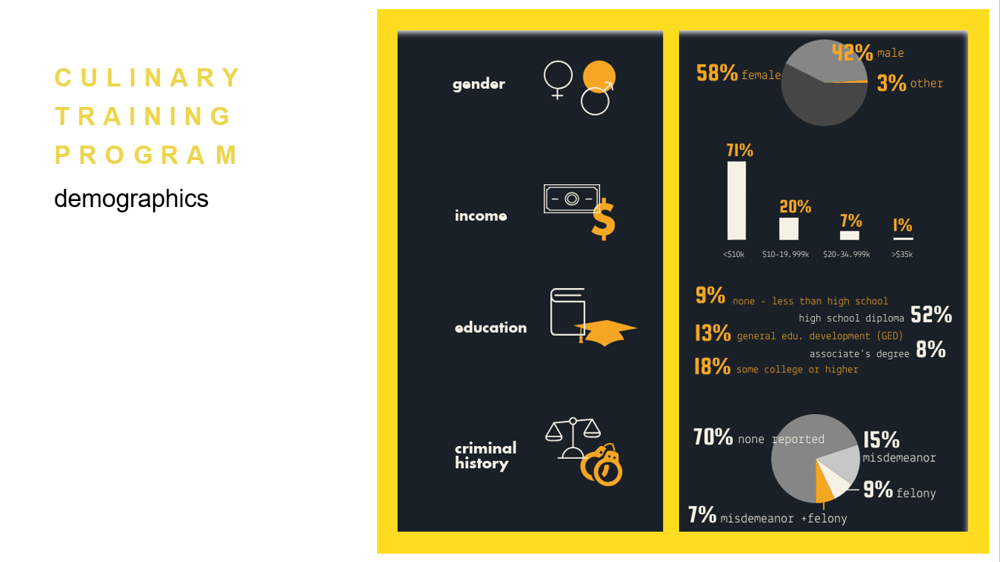 CULINARY
TRAINING
PROGRAM
demographics
gender
58% female
42% male
3% other
income
71%
20%
7%
1%
<$10k
$10-19.999k
$20-34.999k
>$35k
education
9% none - less than high school
high school diploma 52%
13% general edu. development (GED)
associate's degree 8%
18% some college or higher
criminal
history
70% none reported
15%
misdemeanor
9% felony
7% misdemeanor +felony